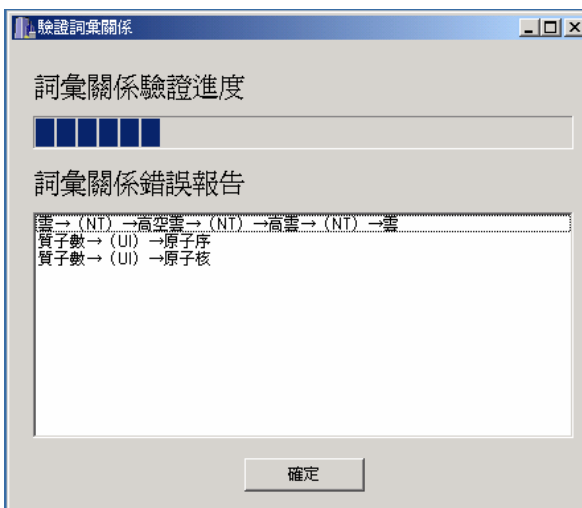 驗證詞彙關係
詞彙關係驗證進度
詞彙關係錯誤報告
雲→（NT）→高空雲→（NT）→高雲→（NT）→雲
質子數→（UI）→原子序
質子數→（UI）→原子核
確定